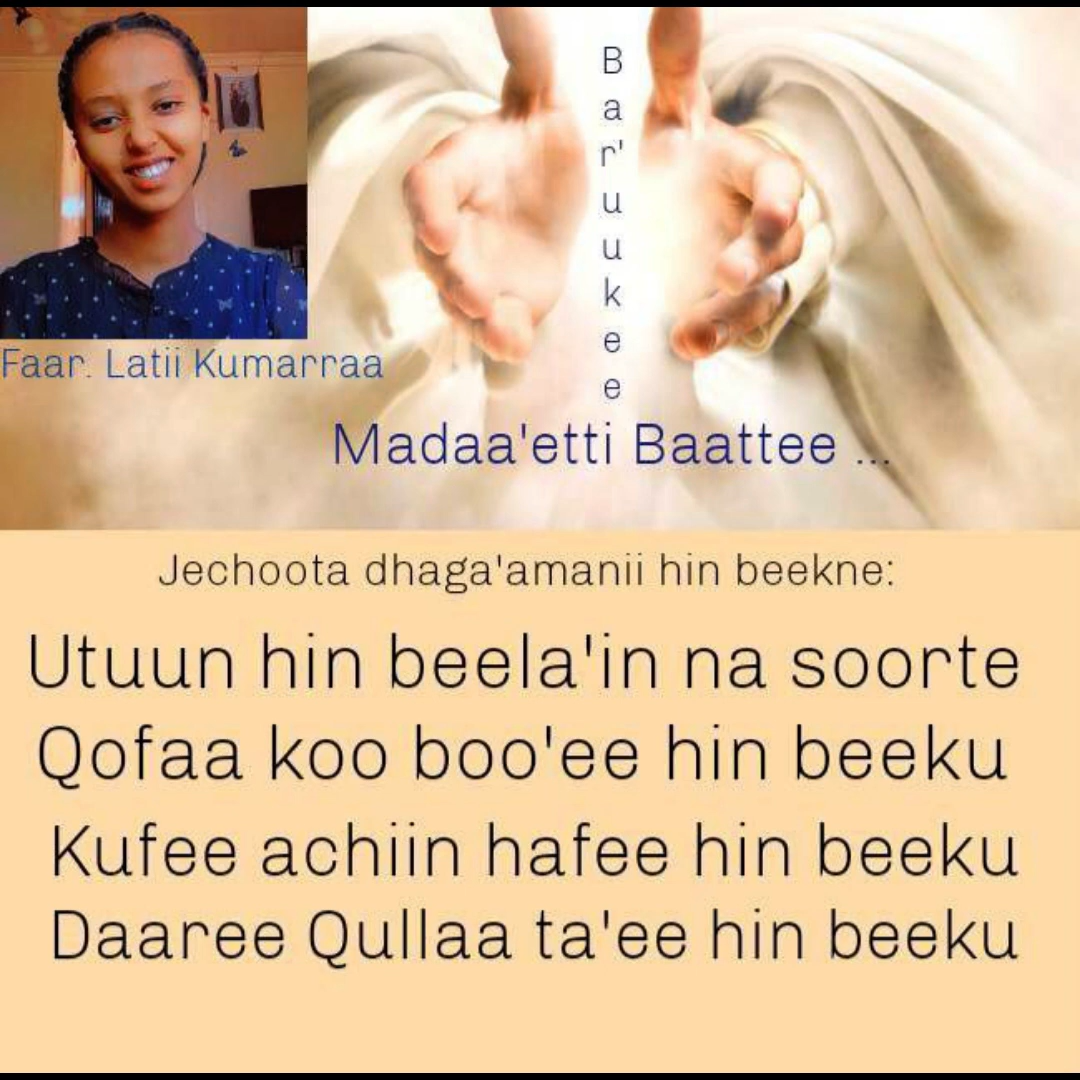 Bar'uukee
Faar. Latii Kumarraa
Madaa'etti Baattee ...
Jechoota dhaga'amanii hin beekne:
Utuun hin beela'in na soorte
Qofaa koo boo'ee hin beeku
Kufee achiin hafee hin beeku
Daaree Qullaa ta'ee hin beeku